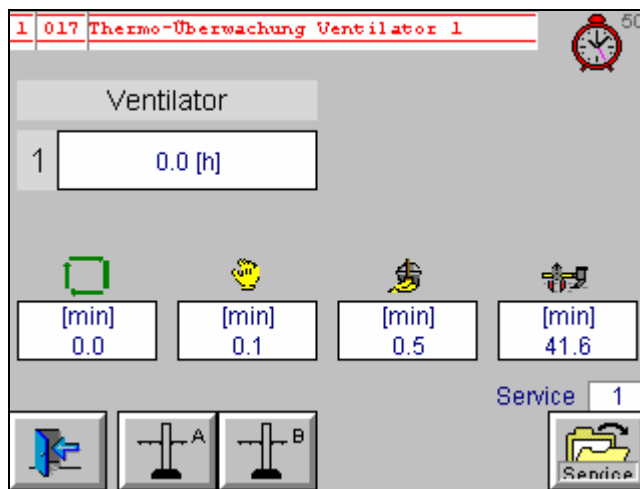 1 017 Thermo-Überwachung Ventilator 1
50
Ventilator
1 0.0 [h]
[min] [min] [min] [min]
0.0 0.1 0.5 41.6
Service 1
A B
Service